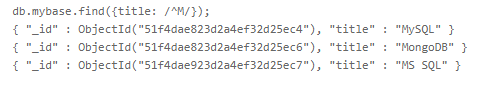 db.mybase.find({title: /^M/});
{ "_id" : ObjectId("51f4dae823d2a4ef32d25ec4"), "title" : "MySQL" }
{ "_id" : ObjectId("51f4dae823d2a4ef32d25ec6"), "title" : "MongoDB" }
{ "_id" : ObjectId("51f4dae923d2a4ef32d25ec7"), "title" : "MS SQL" }